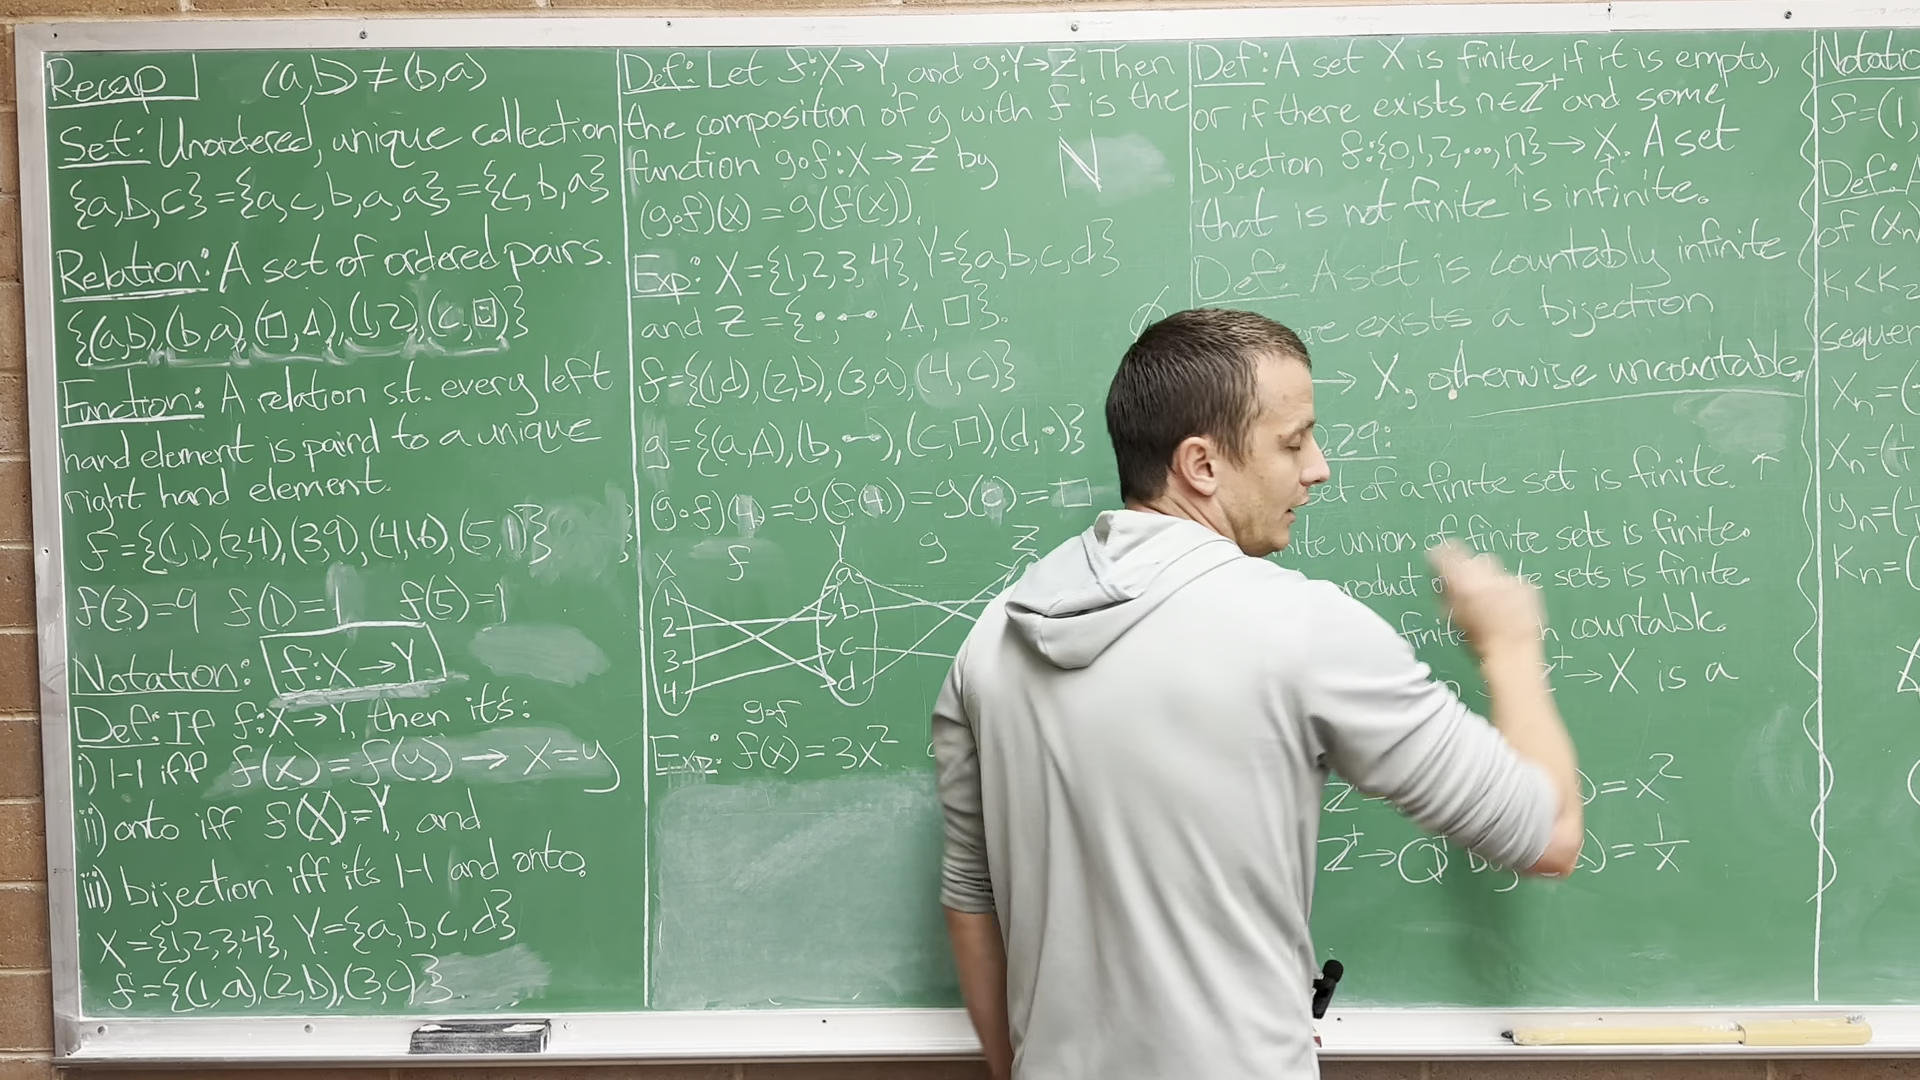 Recap (a,b) ≠ (b,a)
Set: Unordered, unique collection
{a,b,c} = {a,c,b,a,a} = {c,b,a}
Relation: A set of ordered pairs.
{(a,b),(b,a),(□,Δ),(1,2),(c,⊡)}
Function: A relation s.t. every left
hand element is paird to a unique
right hand element.
f={(1,1),(2,4),(3,9),(4,16),(5,1)}
f(3)=9 f(1)=1 f(5)=1
Notation: f:X→Y
Def: If f:X→Y, then it's:
i) 1-1 iff f(x)=f(y) → x=y
ii) onto iff f(X)=Y, and
iii) bijection iff it's 1-1 and onto.
X={1,2,3,4}, Y={a,b,c,d}
f={(1,a),(2,b),(3,c)}
Def: Let f:X→Y, and g:Y→Z. Then
the composition of g with f is the
function g∘f:X→Z by N
(g∘f)(x) = g(f(x)).
Exp: X={1,2,3,4}, Y={a,b,c,d}
and Z={•, •–•, Δ, □}.
f={(1,d),(2,b),(3,a),(4,c)}
g={(a,Δ),(b,•–•),(c,□),(d,•)}
(g∘f)(4)=g(f(4))=g(c)=□
X f Y g Z
1 a
2 b
3 c
4 d
g∘f
Exp: f(x)=3x²
Def: A set X is finite if it is empty,
or if there exists n∈Z⁺ and some
bijection f:{0,1,2,...,n}→X. A set
that is not finite is infinite.
Def: A set is countably infinite
exists a bijection
→ X, otherwise uncountable.
29:
set of a finite set is finite.
union of finite sets is finite.
sets is finite.
countable.
→X is a
=x²
Z⁺→Q⁺ by )=1/x
Notatio
f=(1,
Def: A
of (xn
K₁<K₂
sequen
Xn=(
Xn=(
yn=(
Kn=(